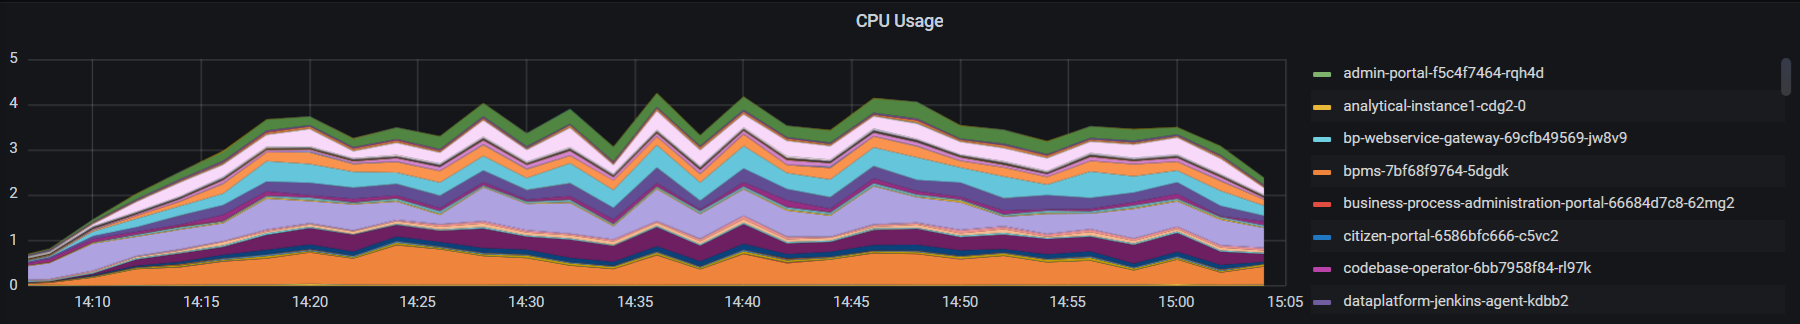 CPU Usage
5
4
3
2
1
0
14:10 14:15 14:20 14:25 14:30 14:35 14:40 14:45 14:50 14:55 15:00 15:05
admin-portal-f5c4f7464-rqh4d
analytical-instance1-cdg2-0
bp-webservice-gateway-69cfb49569-jw8v9
bpms-7bf68f9764-5dgdk
business-process-administration-portal-66684d7c8-62mg2
citizen-portal-6586bfc666-c5vc2
codebase-operator-6bb7958f84-rl97k
dataplatform-jenkins-agent-kdbb2